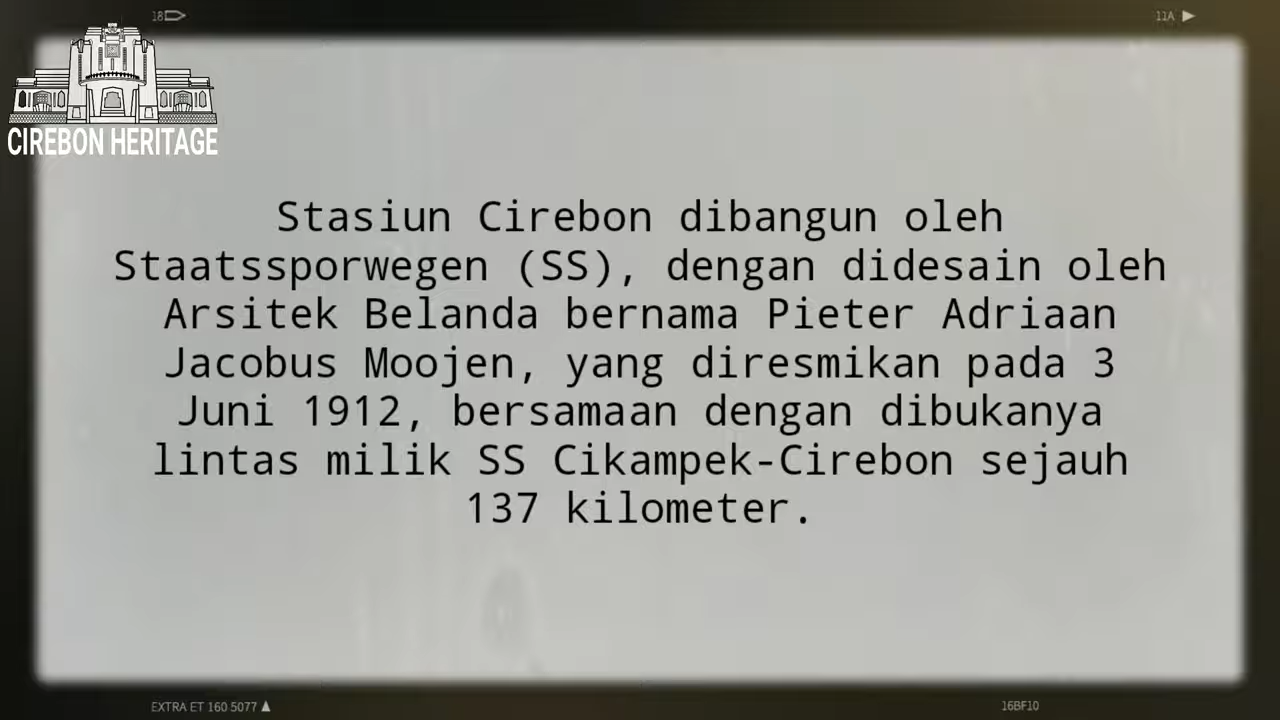 18
11A
CIREBON HERITAGE
Stasiun Cirebon dibangun oleh
Staatssporwegen (SS), dengan didesain oleh
Arsitek Belanda bernama Pieter Adriaan
Jacobus Moojen, yang diresmikan pada 3
Juni 1912, bersamaan dengan dibukanya
lintas milik SS Cikampek-Cirebon sejauh
137 kilometer.
EXTRA ET 160 5077
16BF10